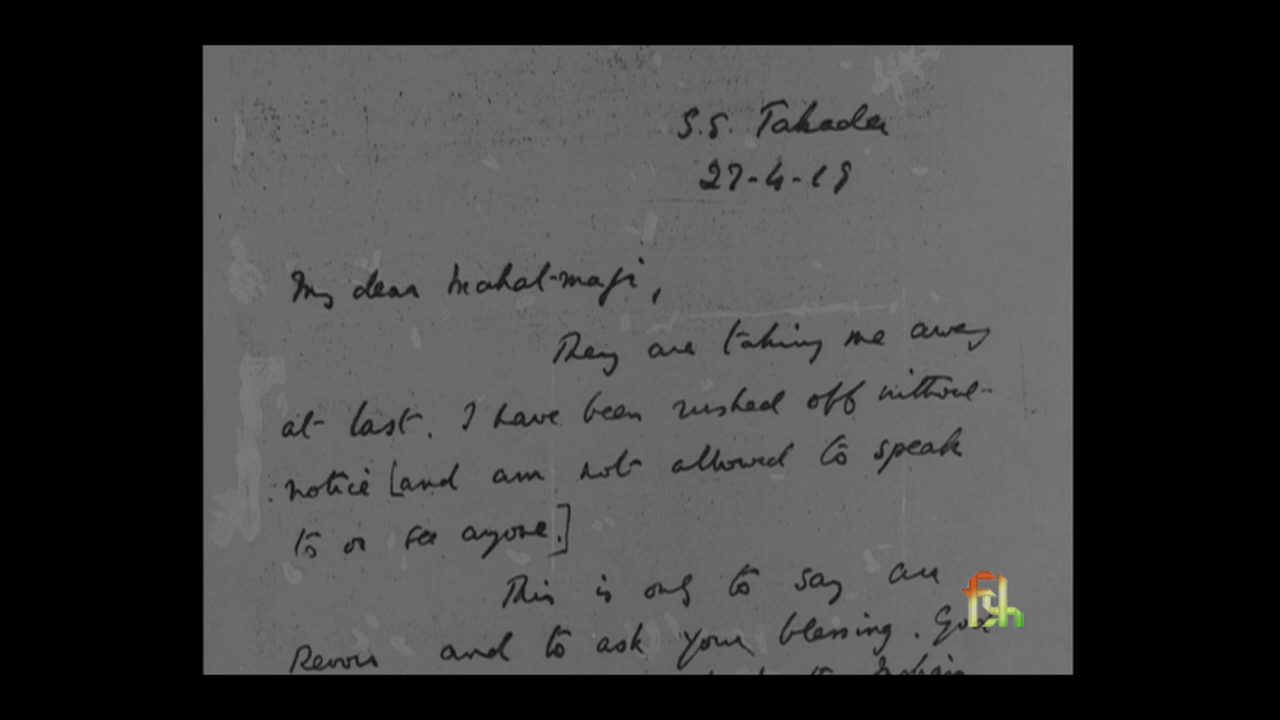 S.S. Takada
27-4-19
My dear Mahal-maji,
They are taking me away
at last. I have been rushed off without
notice [and am not allowed to speak
to or see anyone.]
This is only to say au
Revoir and to ask your blessing.
fdh